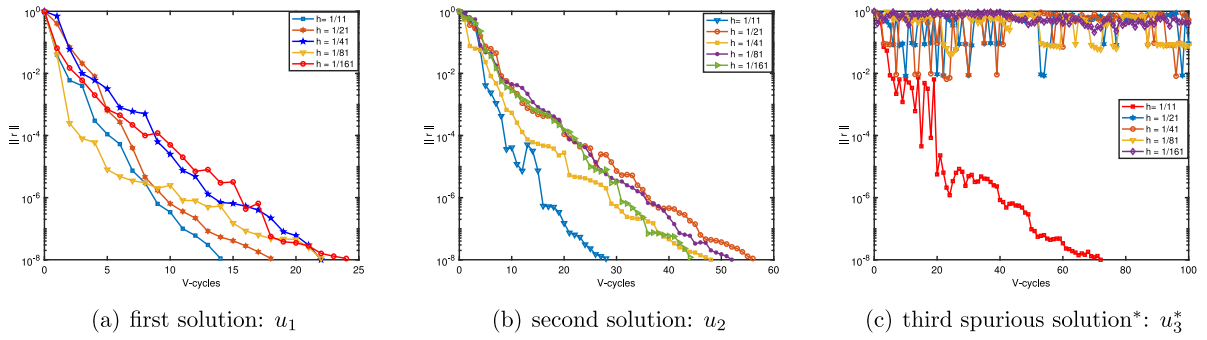 10^0
10^-2
10^-4
10^-6
10^-8
|| r ||
0
5
10
15
20
25
V-cycles
h= 1/11
h = 1/21
h = 1/41
h = 1/81
h = 1/161
(a) first solution: u_1
10^0
10^-2
10^-4
10^-6
10^-8
|| r ||
0
10
20
30
40
50
60
V-cycles
h= 1/11
h = 1/21
h = 1/41
h = 1/81
h = 1/161
(b) second solution: u_2
10^0
10^-2
10^-4
10^-6
10^-8
|| r ||
0
20
40
60
80
100
V-cycles
h= 1/11
h = 1/21
h = 1/41
h = 1/81
h = 1/161
(c) third spurious solution*: u_3^*